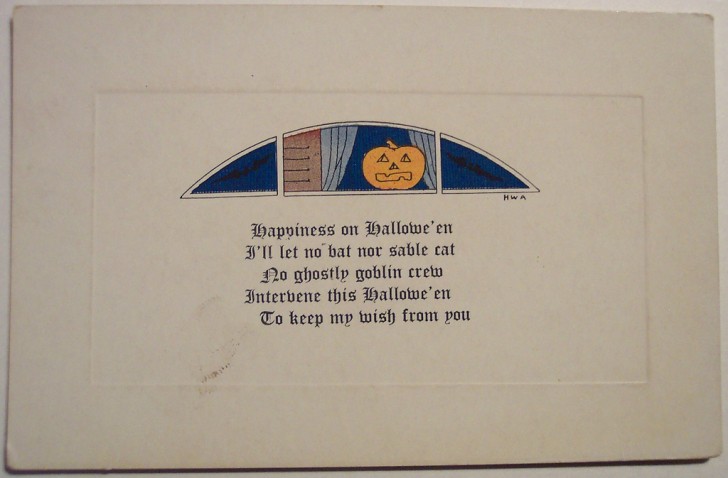 HWA
Happiness on Hallowe'en
I'll let no bat nor sable cat
No ghostly goblin crew
Intervene this Hallowe'en
To keep my wish from you